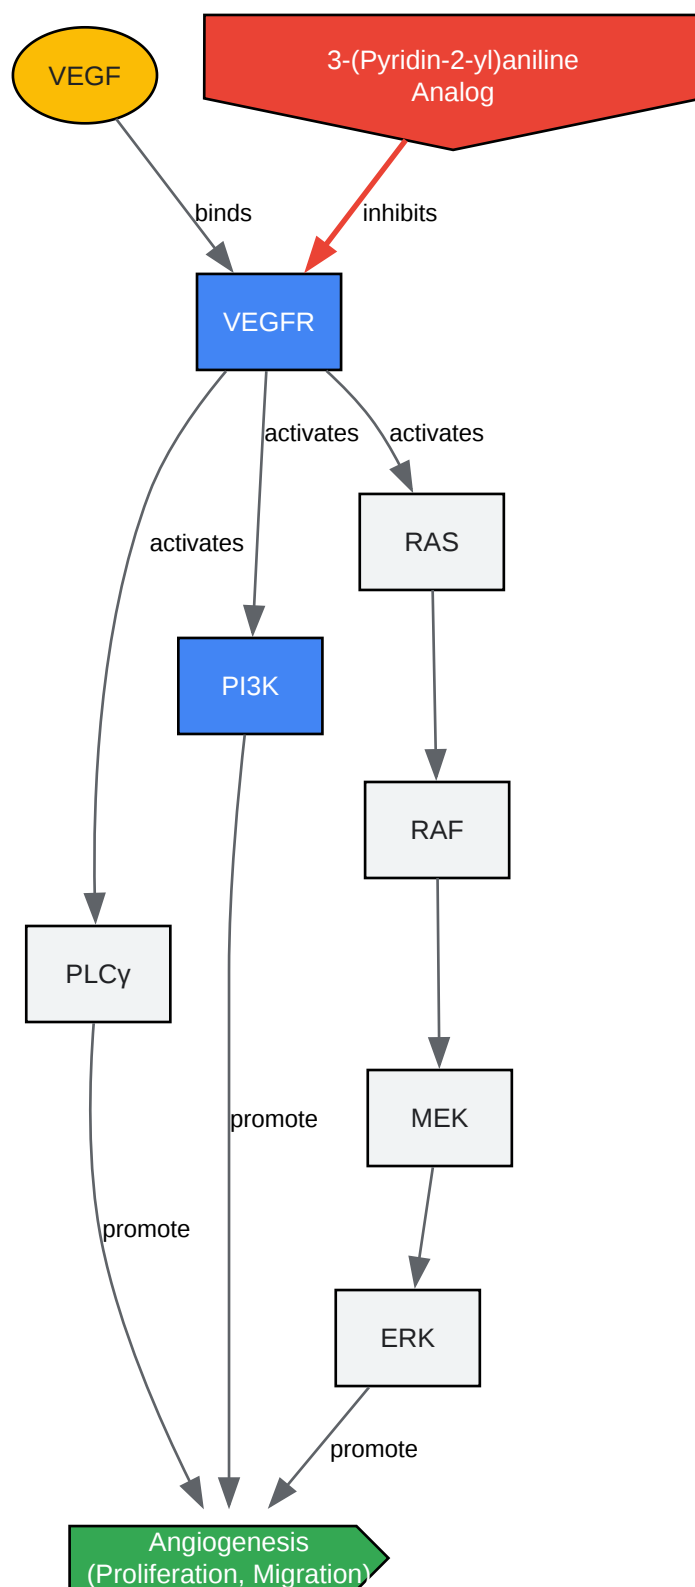 VEGF
3-(Pyridin-2-yl)aniline
Analog
binds
inhibits
VEGFR
activates
activates
activates
RAS
PI3K
RAF
PLCγ
promote
MEK
promote
ERK
promote
Angiogenesis
(Proliferation, Migration)